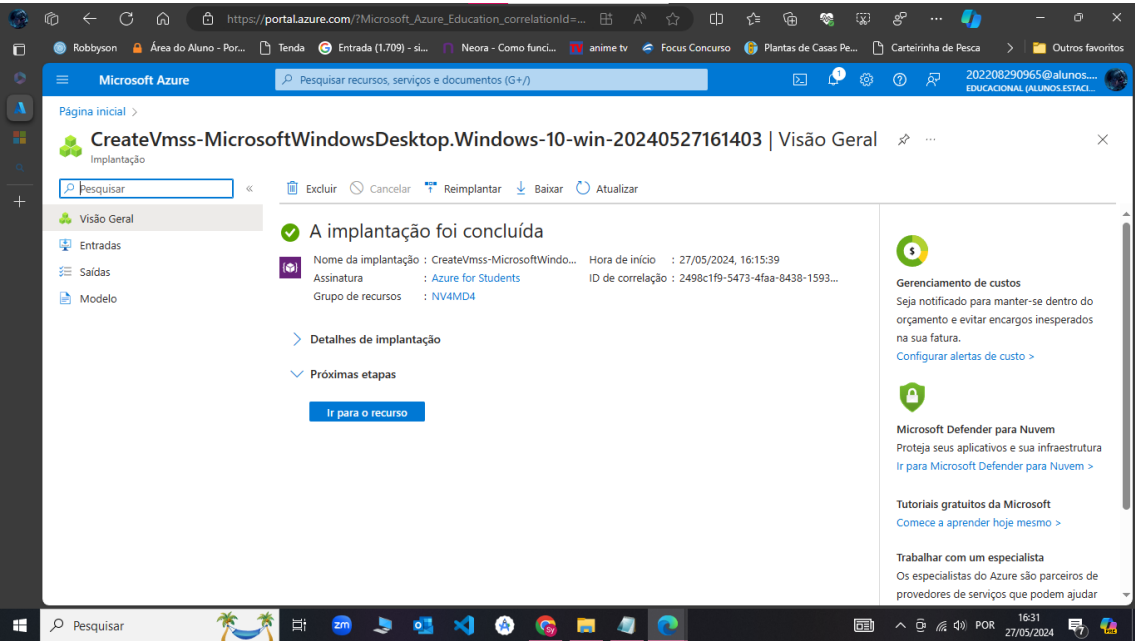 https://portal.azure.com/?Microsoft_Azure_Education_correlationId=...
Robbyson
Área do Aluno - Por...
Tenda
Entrada (1.709) - si...
Neora - Como funci...
anime tv
Focus Concurso
Plantas de Casas Pe...
Carteirinha de Pesca
Outros favoritos
Microsoft Azure
Pesquisar recursos, serviços e documentos (G+/)
1
202208290965@alunos....
EDUCACIONAL (ALUNOS.ESTACI...
Página inicial >
CreateVmss-MicrosoftWindowsDesktop.Windows-10-win-20240527161403 | Visão Geral
Implantação
Pesquisar
Excluir
Cancelar
Reimplantar
Baixar
Atualizar
Visão Geral
Entradas
Saídas
Modelo
A implantação foi concluída
Nome da implantação : CreateVmss-MicrosoftWindo...
Hora de início : 27/05/2024, 16:15:39
Assinatura : Azure for Students
ID de correlação : 2498c1f9-5473-4faa-8438-1593...
Grupo de recursos : NV4MD4
Detalhes de implantação
Próximas etapas
Ir para o recurso
Gerenciamento de custos
Seja notificado para manter-se dentro do
orçamento e evitar encargos inesperados
na sua fatura.
Configurar alertas de custo >
Microsoft Defender para Nuvem
Proteja seus aplicativos e sua infraestrutura
Ir para Microsoft Defender para Nuvem >
Tutoriais gratuitos da Microsoft
Comece a aprender hoje mesmo >
Trabalhar com um especialista
Os especialistas do Azure são parceiros de
provedores de serviços que podem ajudar
Pesquisar
zm
POR
16:31
27/05/2024
7